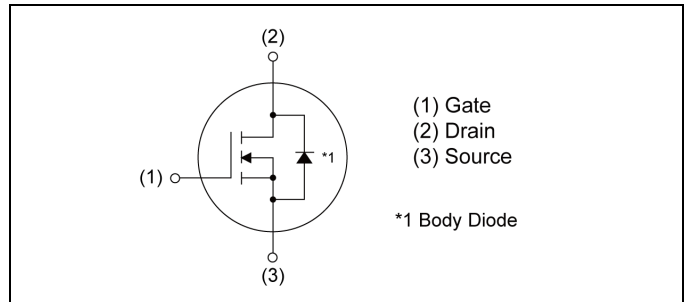 (2)
(1) Gate
(2) Drain
(3) Source
*1
(1)
*1 Body Diode
(3)